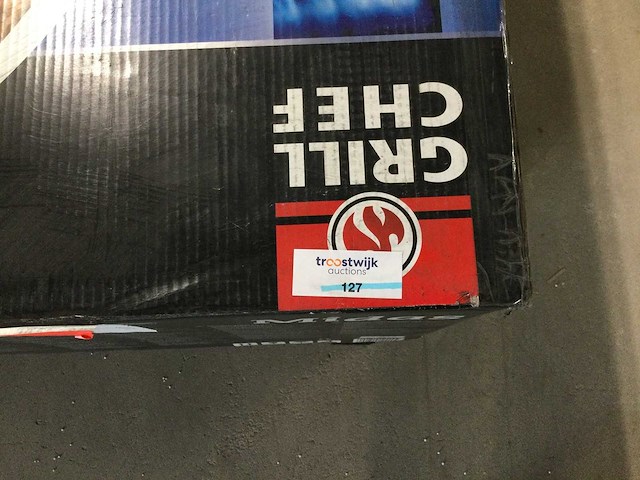 GRILL
CHEF
troostwijk
auctions
127